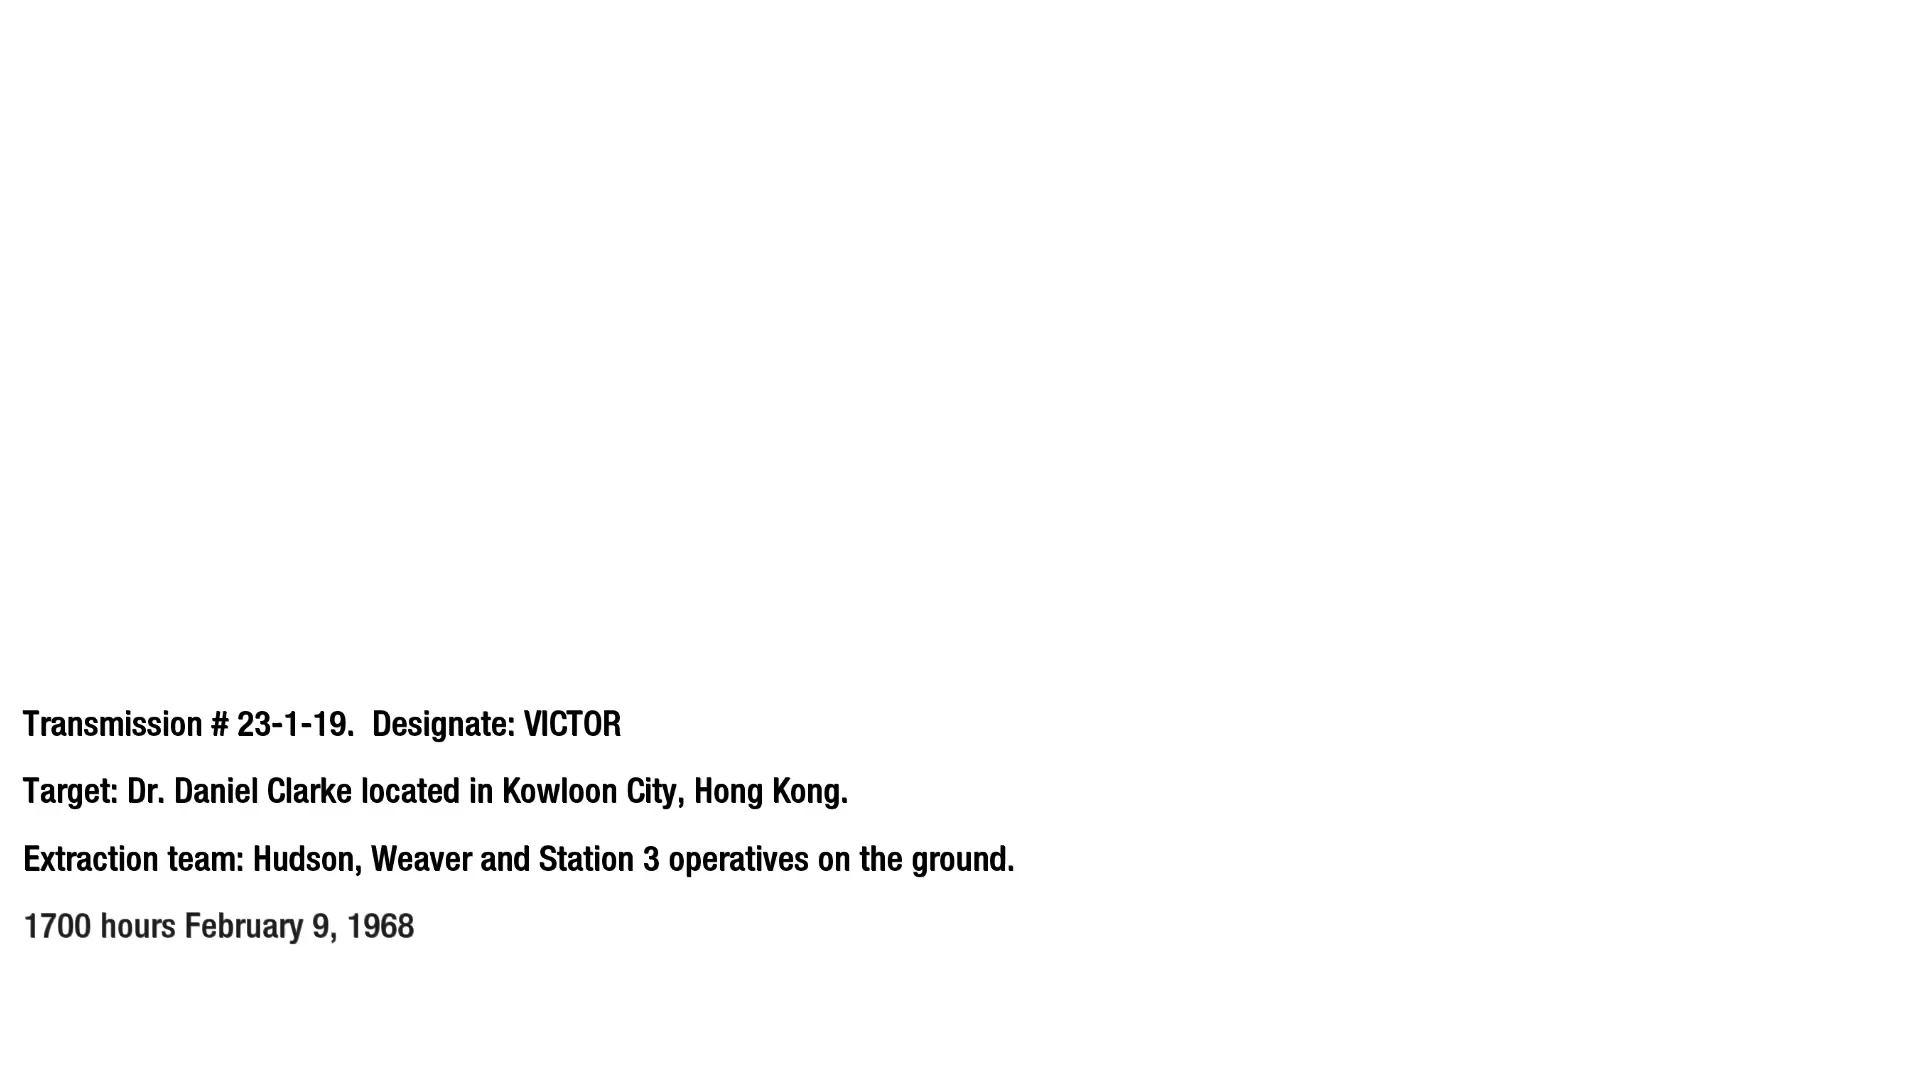 Transmission # 23-1-19.  Designate: VICTOR
Target: Dr. Daniel Clarke located in Kowloon City, Hong Kong.
Extraction team: Hudson, Weaver and Station 3 operatives on the ground.
1700 hours February 9, 1968